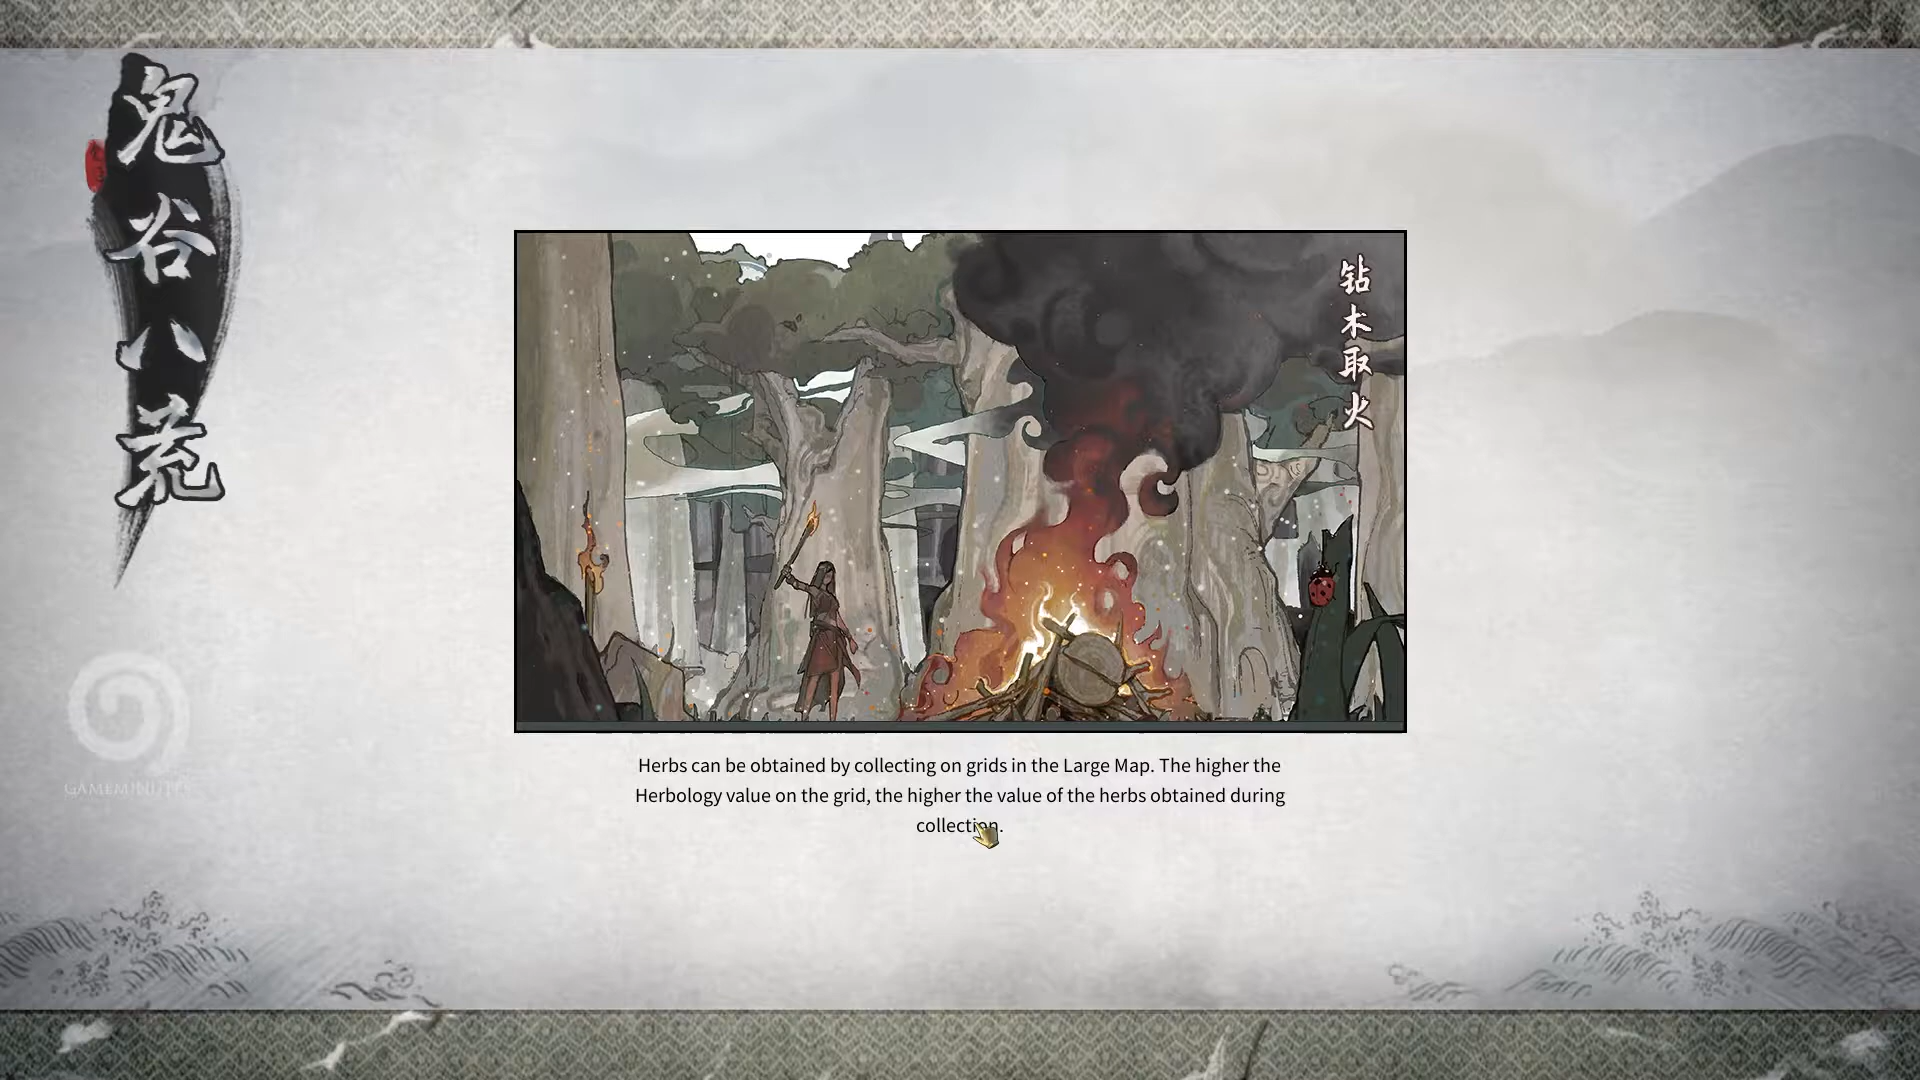 鬼谷八荒
钻木取火
Herbs can be obtained by collecting on grids in the Large Map. The higher the
Herbology value on the grid, the higher the value of the herbs obtained during
collection.